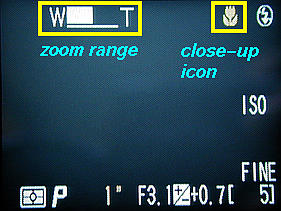 W T
zoom range
close-up
icon
ISO
FINE
P 1" F3.1 +0.7[ 5]